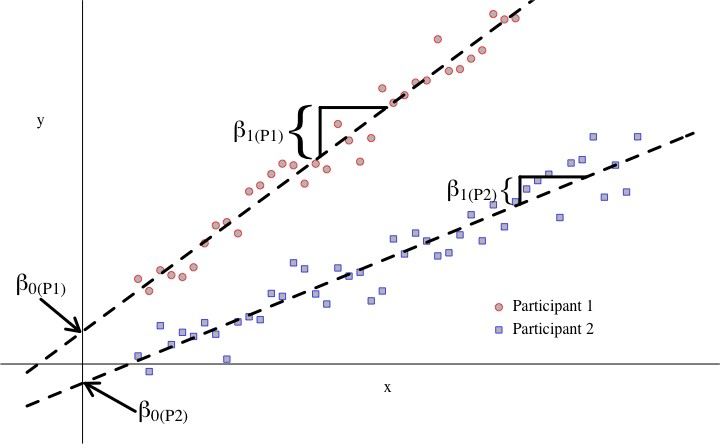 y
β1(P1)
β1(P2)
β0(P1)
Participant 1
Participant 2
x
β0(P2)